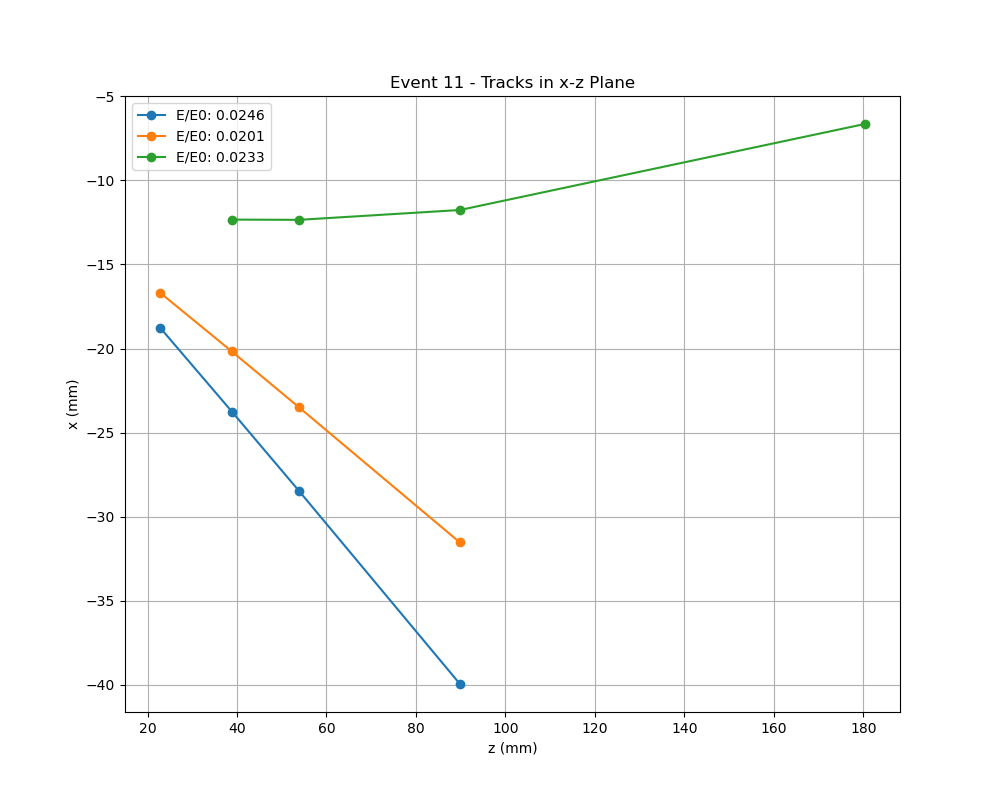 Event 11 - Tracks in x-z Plane
E/E0: 0.0246
E/E0: 0.0201
E/E0: 0.0233
−5
−10
−15
−20
−25
−30
−35
−40
x (mm)
20 40 60 80 100 120 140 160 180
z (mm)